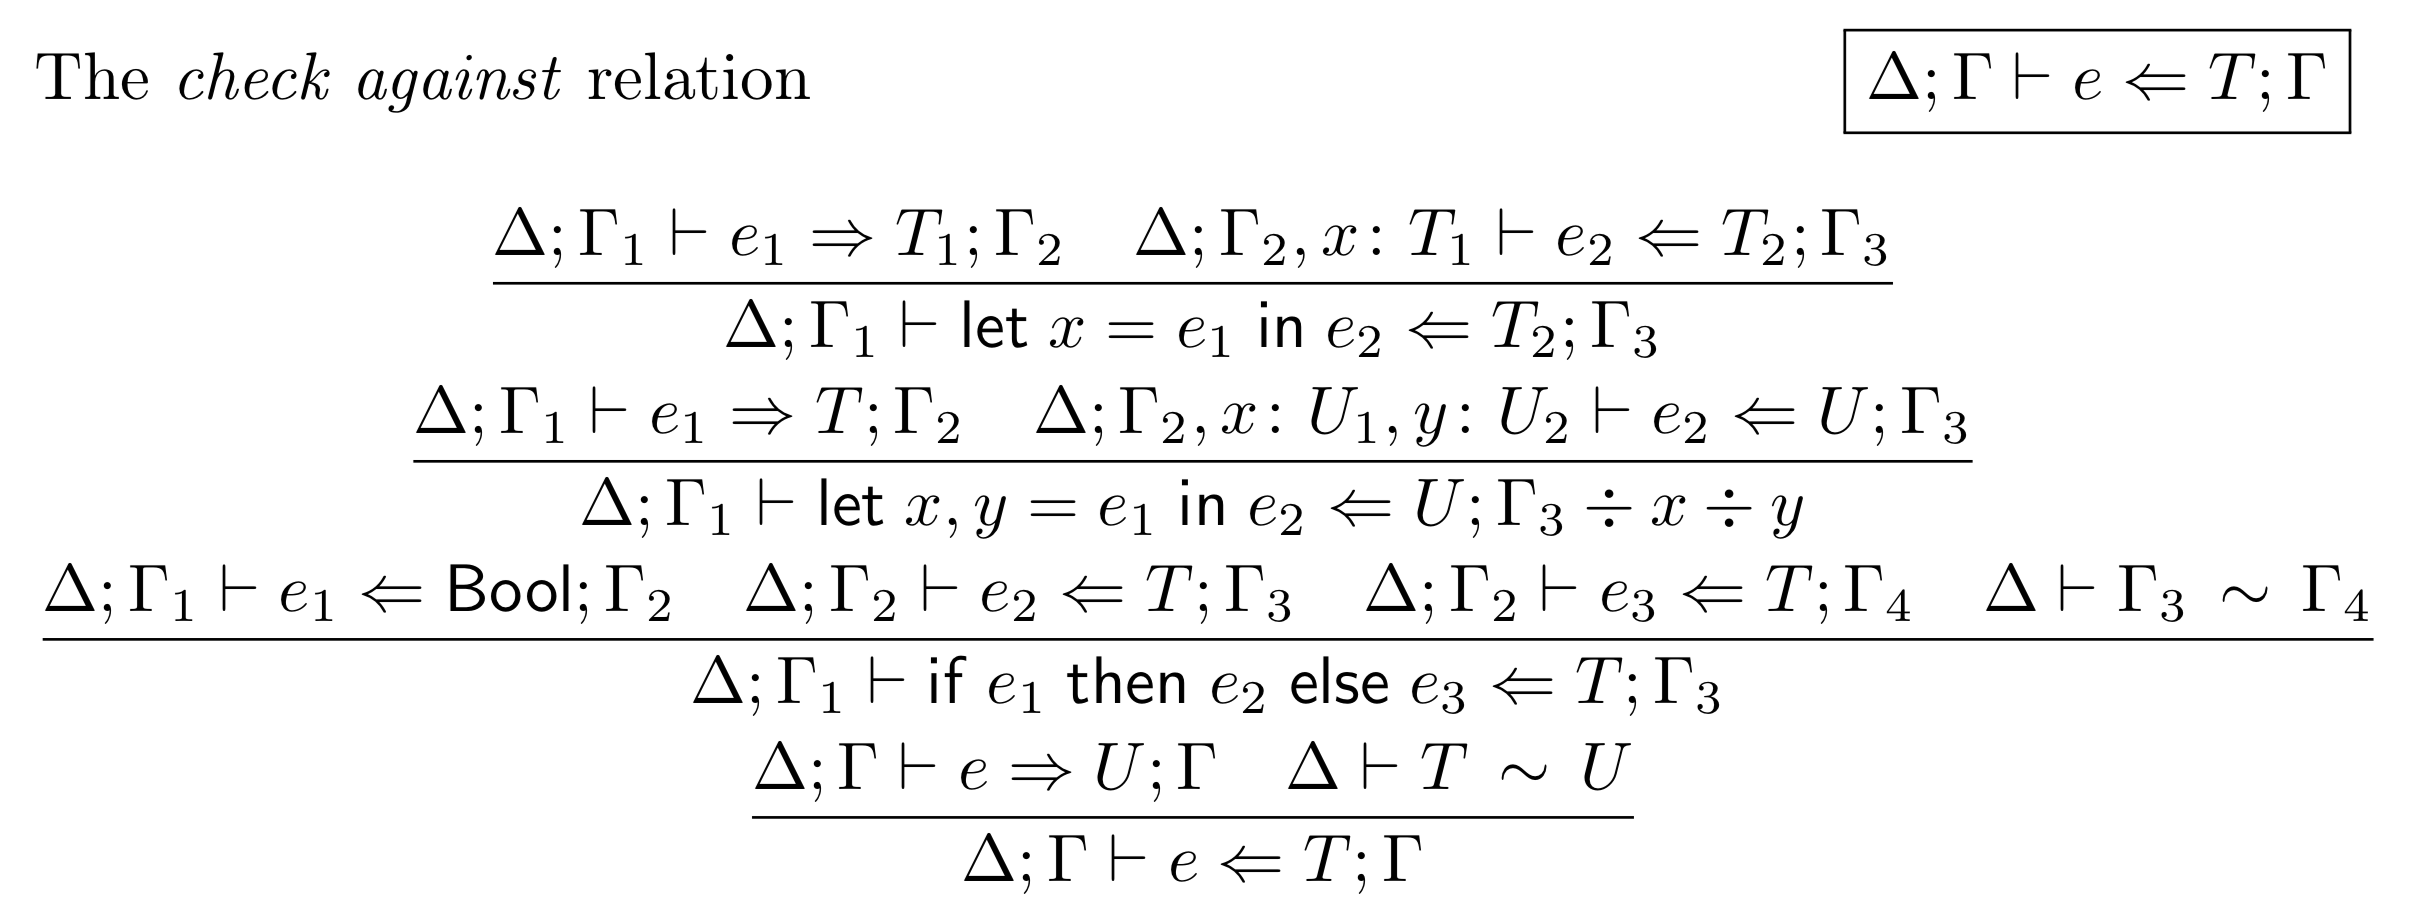 The check against relation Δ; Γ ⊢ e ⇐ T; Γ
Δ; Γ₁ ⊢ e₁ ⇒ T₁; Γ₂ Δ; Γ₂, x: T₁ ⊢ e₂ ⇐ T₂; Γ₃
Δ; Γ₁ ⊢ let x = e₁ in e₂ ⇐ T₂; Γ₃
Δ; Γ₁ ⊢ e₁ ⇒ T; Γ₂ Δ; Γ₂, x: U₁, y: U₂ ⊢ e₂ ⇐ U; Γ₃
Δ; Γ₁ ⊢ let x, y = e₁ in e₂ ⇐ U; Γ₃ ÷ x ÷ y
Δ; Γ₁ ⊢ e₁ ⇐ Bool; Γ₂ Δ; Γ₂ ⊢ e₂ ⇐ T; Γ₃ Δ; Γ₂ ⊢ e₃ ⇐ T; Γ₄ Δ ⊢ Γ₃ ∼ Γ₄
Δ; Γ₁ ⊢ if e₁ then e₂ else e₃ ⇐ T; Γ₃
Δ; Γ ⊢ e ⇒ U; Γ Δ ⊢ T ∼ U
Δ; Γ ⊢ e ⇐ T; Γ